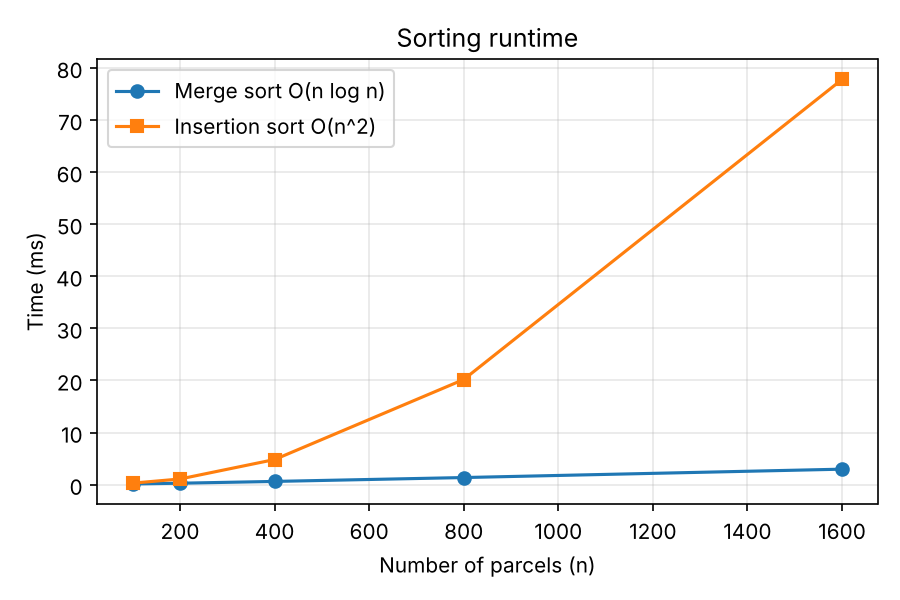 Sorting runtime
Merge sort O(n log n)
Insertion sort O(n^2)
Time (ms)
80
70
60
50
40
30
20
10
0
200 400 600 800 1000 1200 1400 1600
Number of parcels (n)